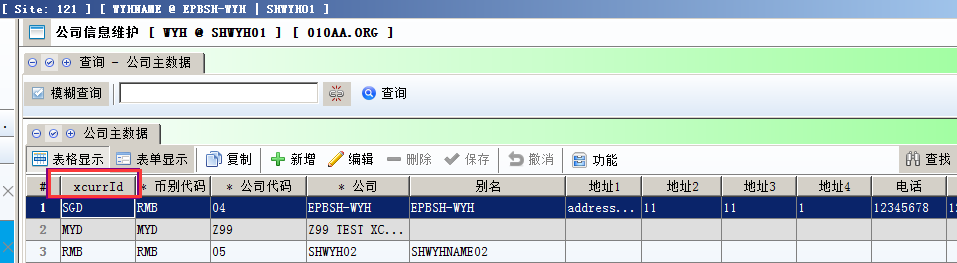 [ Site: 121 ] [ WYHNAME @ EPBSH-WYH | SHWYH01 ]
公司信息维护 [ WYH @ SHWYH01 ] [ 010AA.ORG ]
查询 - 公司主数据
模糊查询 查询
公司主数据
表格显示 表单显示 复制 新增 编辑 删除 保存 撤消 功能 查找
# xcurrId * 币别代码 * 公司代码 * 公司 别名 地址1 地址2 地址3 地址4 电话
1 SGD RMB 04 EPBSH-WYH EPBSH-WYH address... 11 11 1 12345678
2 MYD MYD Z99 Z99 TEST XC...
3 RMB RMB 05 SHWYH02 SHWYHNAME02